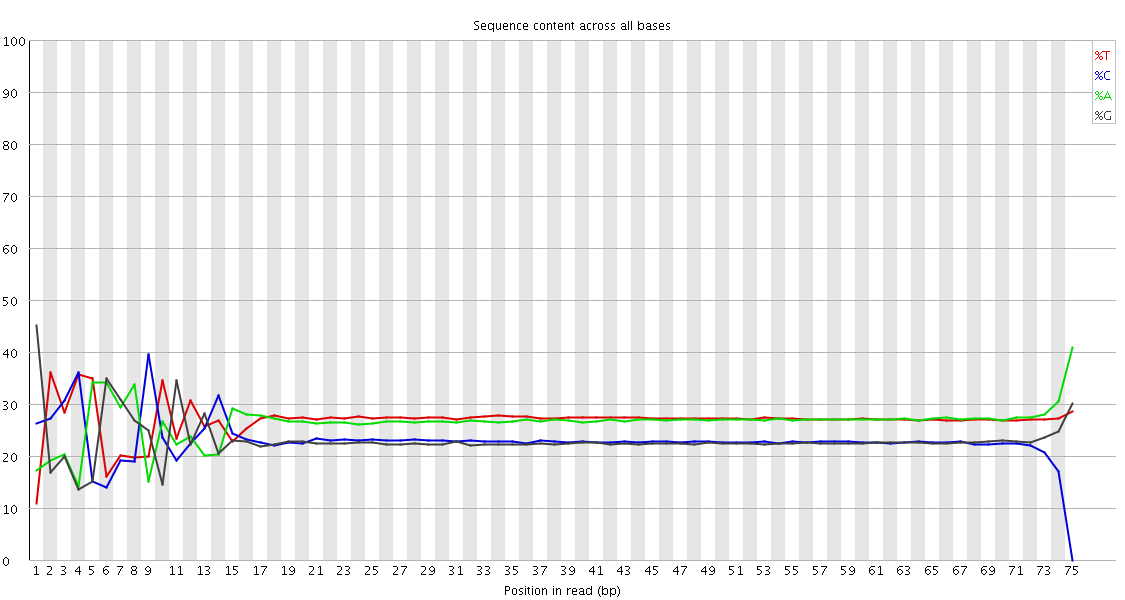 Sequence content across all bases
100
90
80
70
60
50
40
30
20
10
0
%T
%C
%A
%G
1 2 3 4 5 6 7 8 9 11 13 15 17 19 21 23 25 27 29 31 33 35 37 39 41 43 45 47 49 51 53 55 57 59 61 63 65 67 69 71 73 75
Position in read (bp)